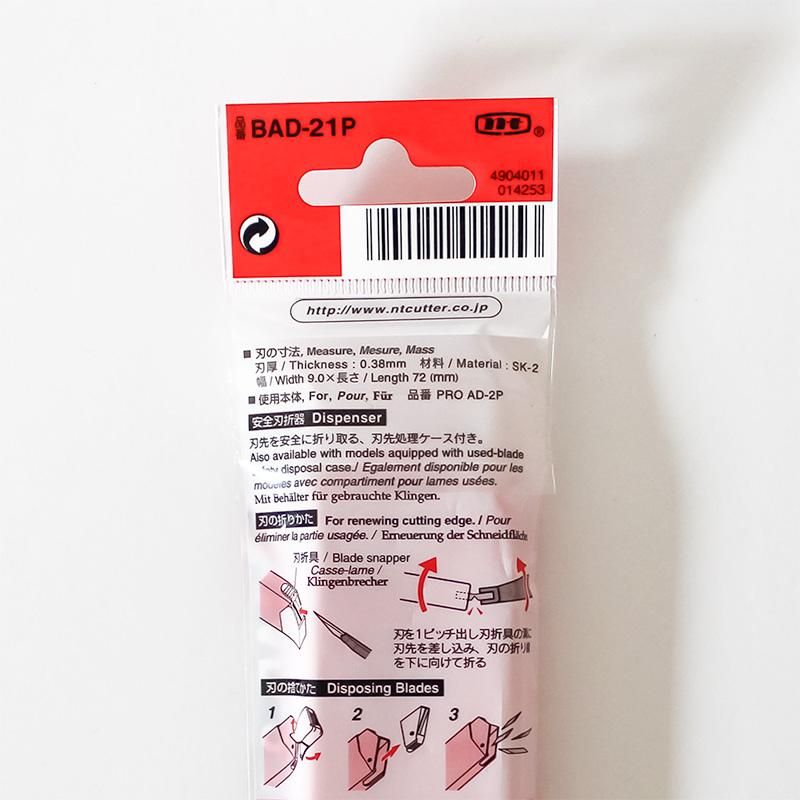 品番 BAD-21P
NT ®
4904011
014253
http://www.ntcutter.co.jp
■ 刃の寸法, Measure, Mesure, Mass
刃厚 / Thickness : 0.38mm 材料 / Material : SK-2
幅 / Width 9.0×長さ / Length 72 (mm)
■ 使用本体, For, Pour, Für 品番 PRO AD-2P
安全刃折器 Dispenser
刃先を安全に折り取る、刃先処理ケース付き。
Also available with models aquipped with used-blade
disposal case./ Egalement disponible pour les
modèles avec compartiment pour lames usées.
Mit Behälter für gebrauchte Klingen.
刃の折りかた For renewing cutting edge. / Pour
éliminer la partie usagée. / Erneuerung der Schneidfläche
刃折具 / Blade snapper
Casse-lame /
Klingenbrecher
刃を1ピッチ出し刃折具の溝に
刃先を差し込み、刃の折り線
を下に向けて折る
刃の捨てかた Disposing Blades
1 2 3